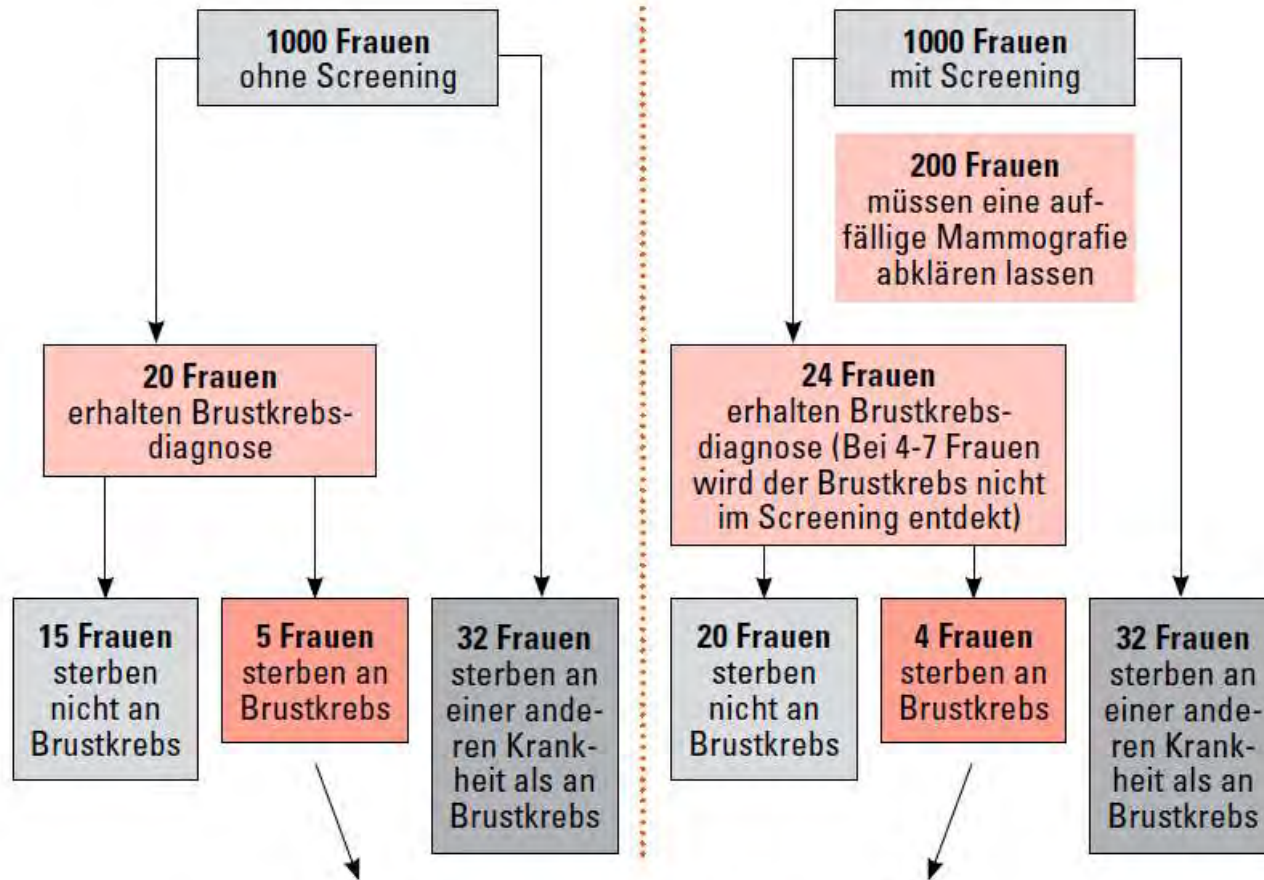 1000 Frauen
ohne Screening
20 Frauen
erhalten Brustkrebs-
diagnose
15 Frauen
sterben
nicht an
Brustkrebs
5 Frauen
sterben an
Brustkrebs
32 Frauen
sterben an
einer ande-
ren Krank-
heit als an
Brustkrebs
1000 Frauen
mit Screening
200 Frauen
müssen eine auf-
fällige Mammografie
abklären lassen
24 Frauen
erhalten Brustkrebs-
diagnose (Bei 4-7 Frauen
wird der Brustkrebs nicht
im Screening entdekt)
20 Frauen
sterben
nicht an
Brustkrebs
4 Frauen
sterben an
Brustkrebs
32 Frauen
sterben an
einer ande-
ren Krank-
heit als an
Brustkrebs